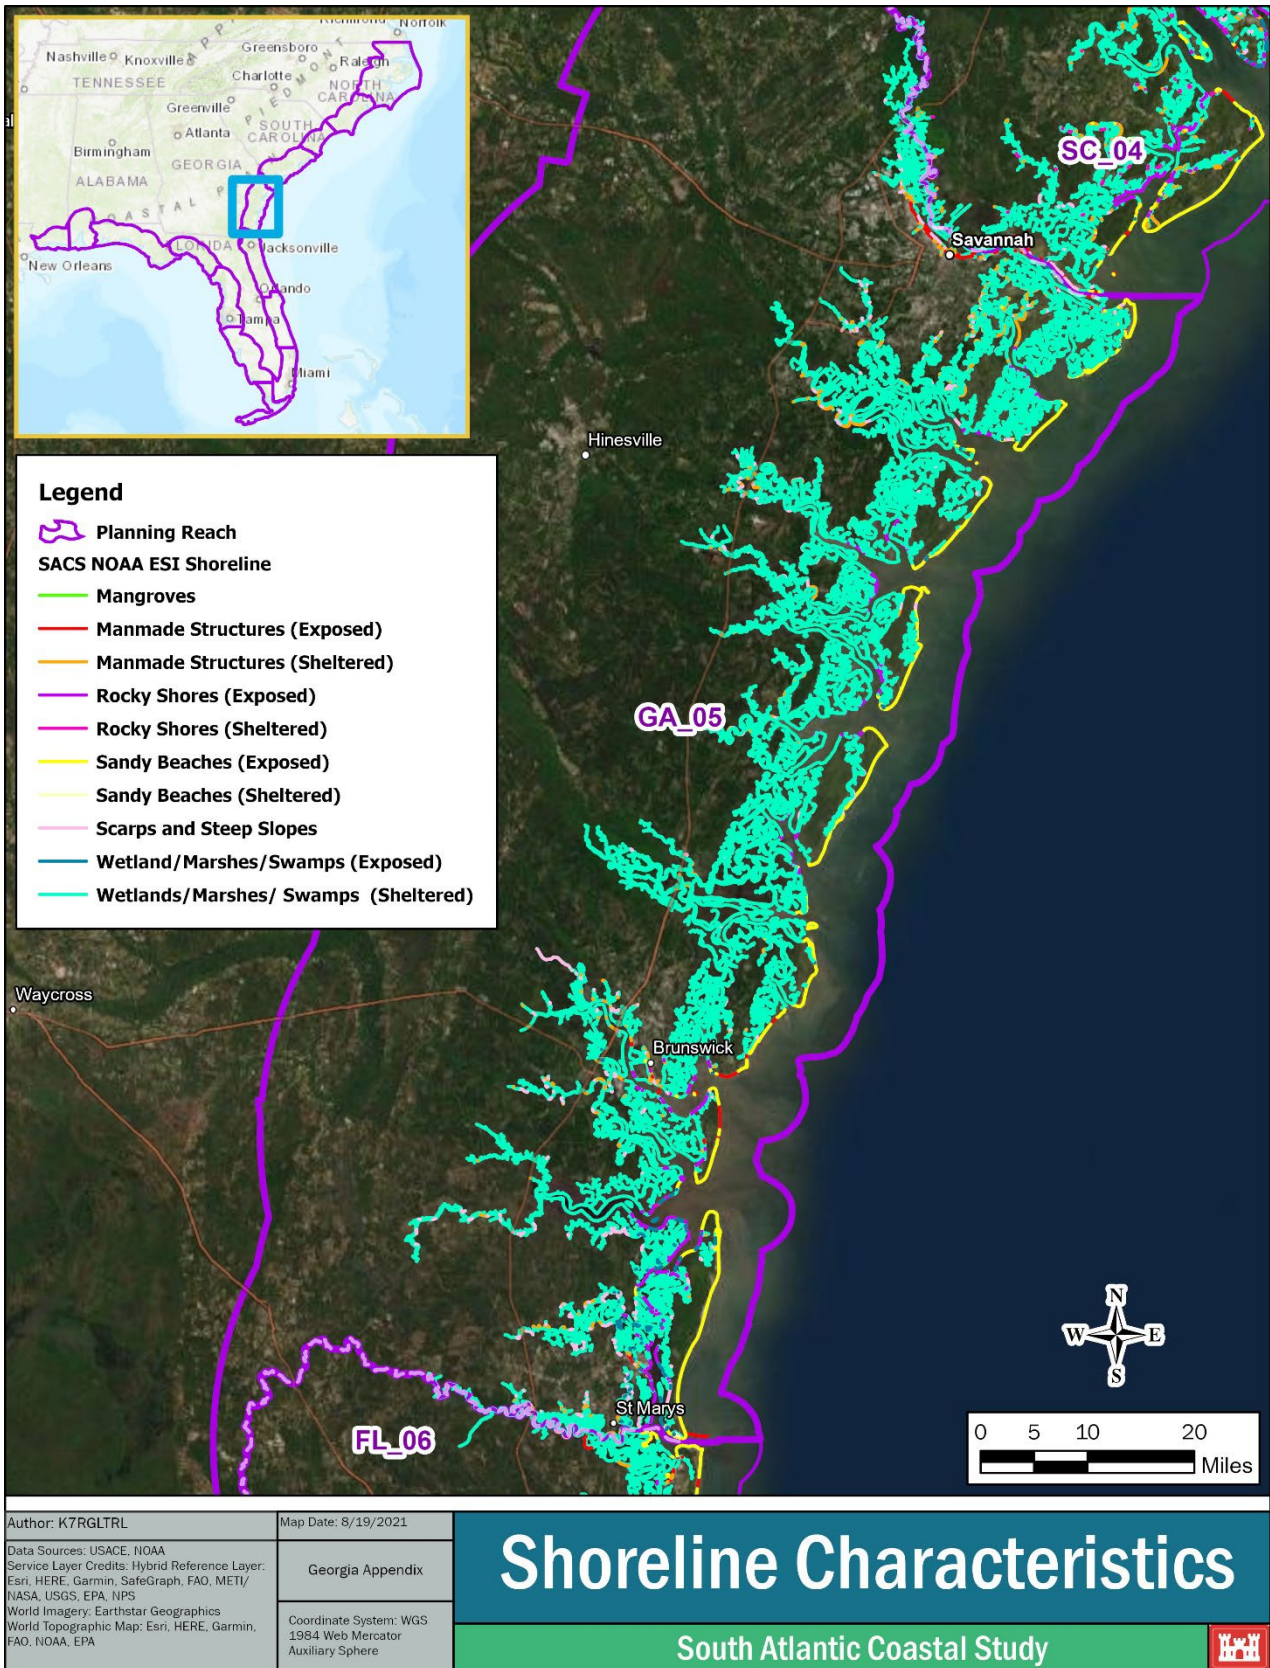 Richmond
Norfolk
Nashville
Knoxville
Greensboro
Raleigh
TENNESSEE
Charlotte
NORTH
CAROLINA
Greenville
PIEDMONT
SOUTH
CAROLINA
Atlanta
Birmingham
GEORGIA
ALABAMA
COASTAL P
FLORIDA
Jacksonville
New Orleans
Orlando
Tampa
Miami
SC_04
Savannah
Hinesville
Legend
Planning Reach
SACS NOAA ESI Shoreline
Mangroves
Manmade Structures (Exposed)
Manmade Structures (Sheltered)
Rocky Shores (Exposed)
Rocky Shores (Sheltered)
Sandy Beaches (Exposed)
Sandy Beaches (Sheltered)
Scarps and Steep Slopes
Wetland/Marshes/Swamps (Exposed)
Wetlands/Marshes/ Swamps (Sheltered)
GA_05
Waycross
Brunswick
St Marys
FL_06
N
W E
S
0 5 10 20
Miles
Author: K7RGLTRL
Map Date: 8/19/2021
Data Sources: USACE, NOAA
Service Layer Credits: Hybrid Reference Layer:
Esri, HERE, Garmin, SafeGraph, FAO, METI/
NASA, USGS, EPA, NPS
World Imagery: Earthstar Geographics
World Topographic Map: Esri, HERE, Garmin,
FAO, NOAA, EPA
Georgia Appendix
Coordinate System: WGS
1984 Web Mercator
Auxiliary Sphere
Shoreline Characteristics
South Atlantic Coastal Study